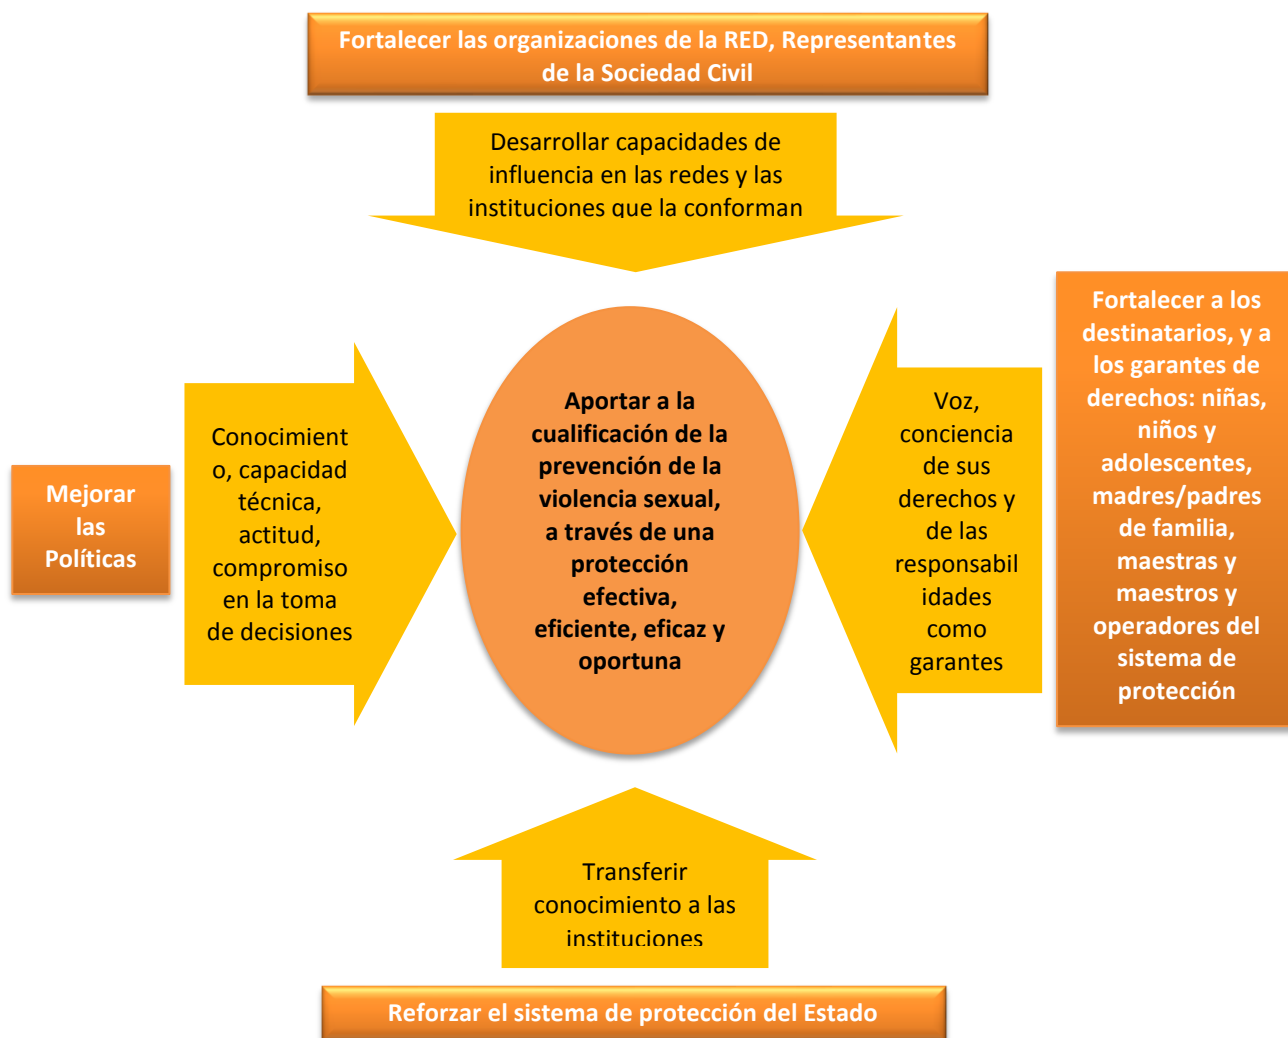 Fortalecer las organizaciones de la RED, Representantes
de la Sociedad Civil
Desarrollar capacidades de
influencia en las redes y las
instituciones que la conforman
Mejorar
las
Políticas
Conocimient
o, capacidad
técnica,
actitud,
compromiso
en la toma
de decisiones
Aportar a la
cualificación de la
prevención de la
violencia sexual,
a través de una
protección
efectiva,
eficiente, eficaz y
oportuna
Voz,
conciencia
de sus
derechos y
de las
responsabil
idades
como
garantes
Fortalecer a los
destinatarios, y a
los garantes de
derechos: niñas,
niños y
adolescentes,
madres/padres
de familia,
maestras y
maestros y
operadores del
sistema de
protección
Transferir
conocimiento a las
instituciones
Reforzar el sistema de protección del Estado